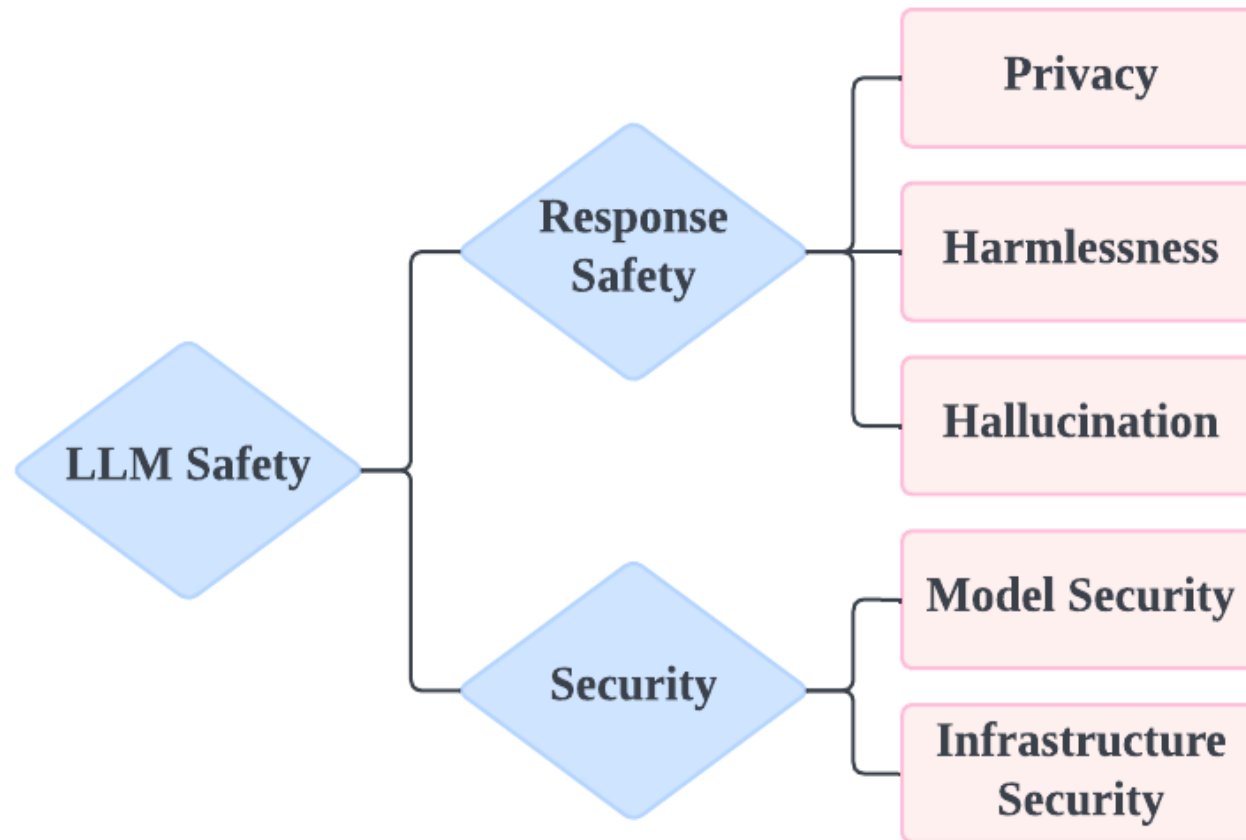 Privacy
Response
Safety
Harmlessness
Hallucination
LLM Safety
Model Security
Security
Infrastructure
Security